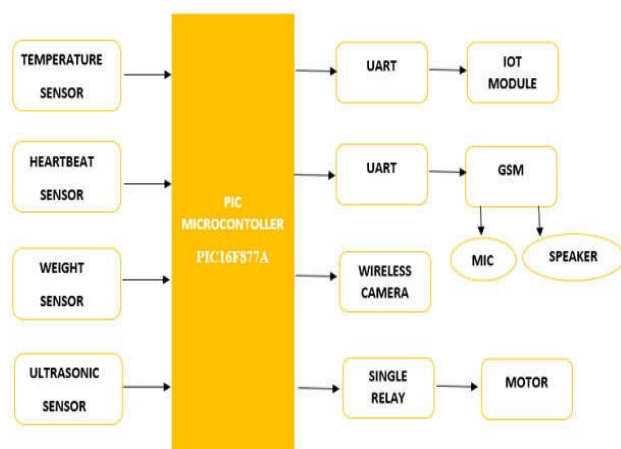 TEMPERATURE
SENSOR
HEARTBEAT
SENSOR
WEIGHT
SENSOR
ULTRASONIC
SENSOR
PIC
MICROCONTOLLER
PIC16F877A
UART
IOT
MODULE
UART
GSM
MIC
SPEAKER
WIRELESS
CAMERA
SINGLE
RELAY
MOTOR